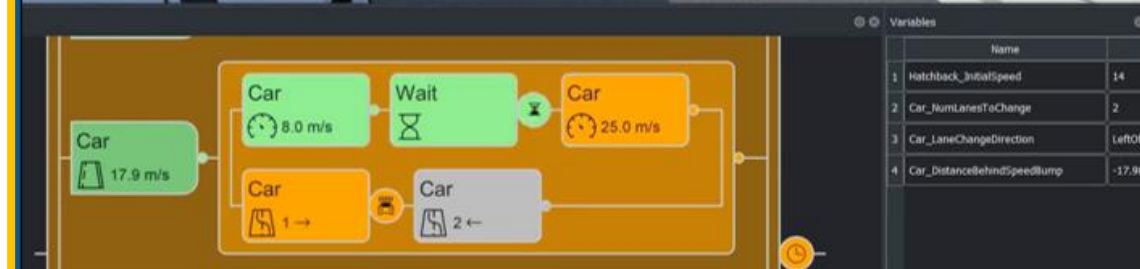 Variables
Name
1 Hatchback_InitialSpeed 14
2 Car_NumLanesToChange 2
3 Car_LaneChangeDirection
4 Car_DistanceBehindSpeedBump
Car
17.9 m/s
Car
8.0 m/s
Wait
Car
25.0 m/s
Car
1 →
Car
2 ←